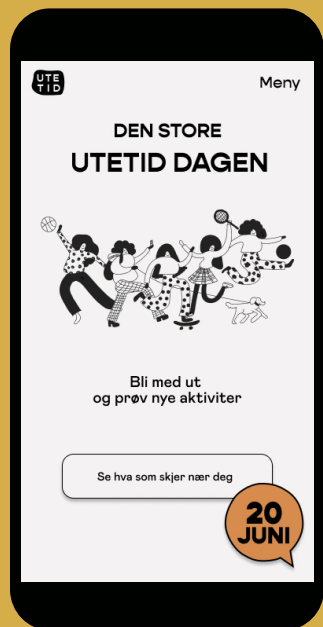 UTE
TID
Meny
DEN STORE
UTETID DAGEN
Bli med ut
og prøv nye aktiviter
Se hva som skjer nær deg
20
JUNI